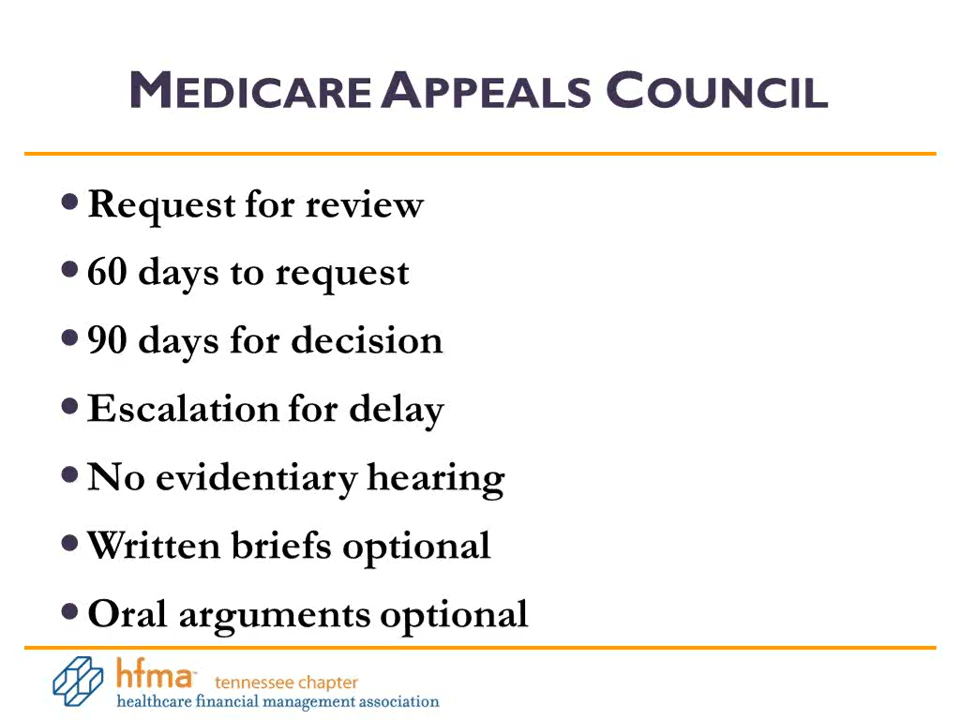 MEDICARE APPEALS COUNCIL
• Request for review
• 60 days to request
• 90 days for decision
• Escalation for delay
• No evidentiary hearing
• Written briefs optional
• Oral arguments optional
hfma™ tennessee chapter
healthcare financial management association